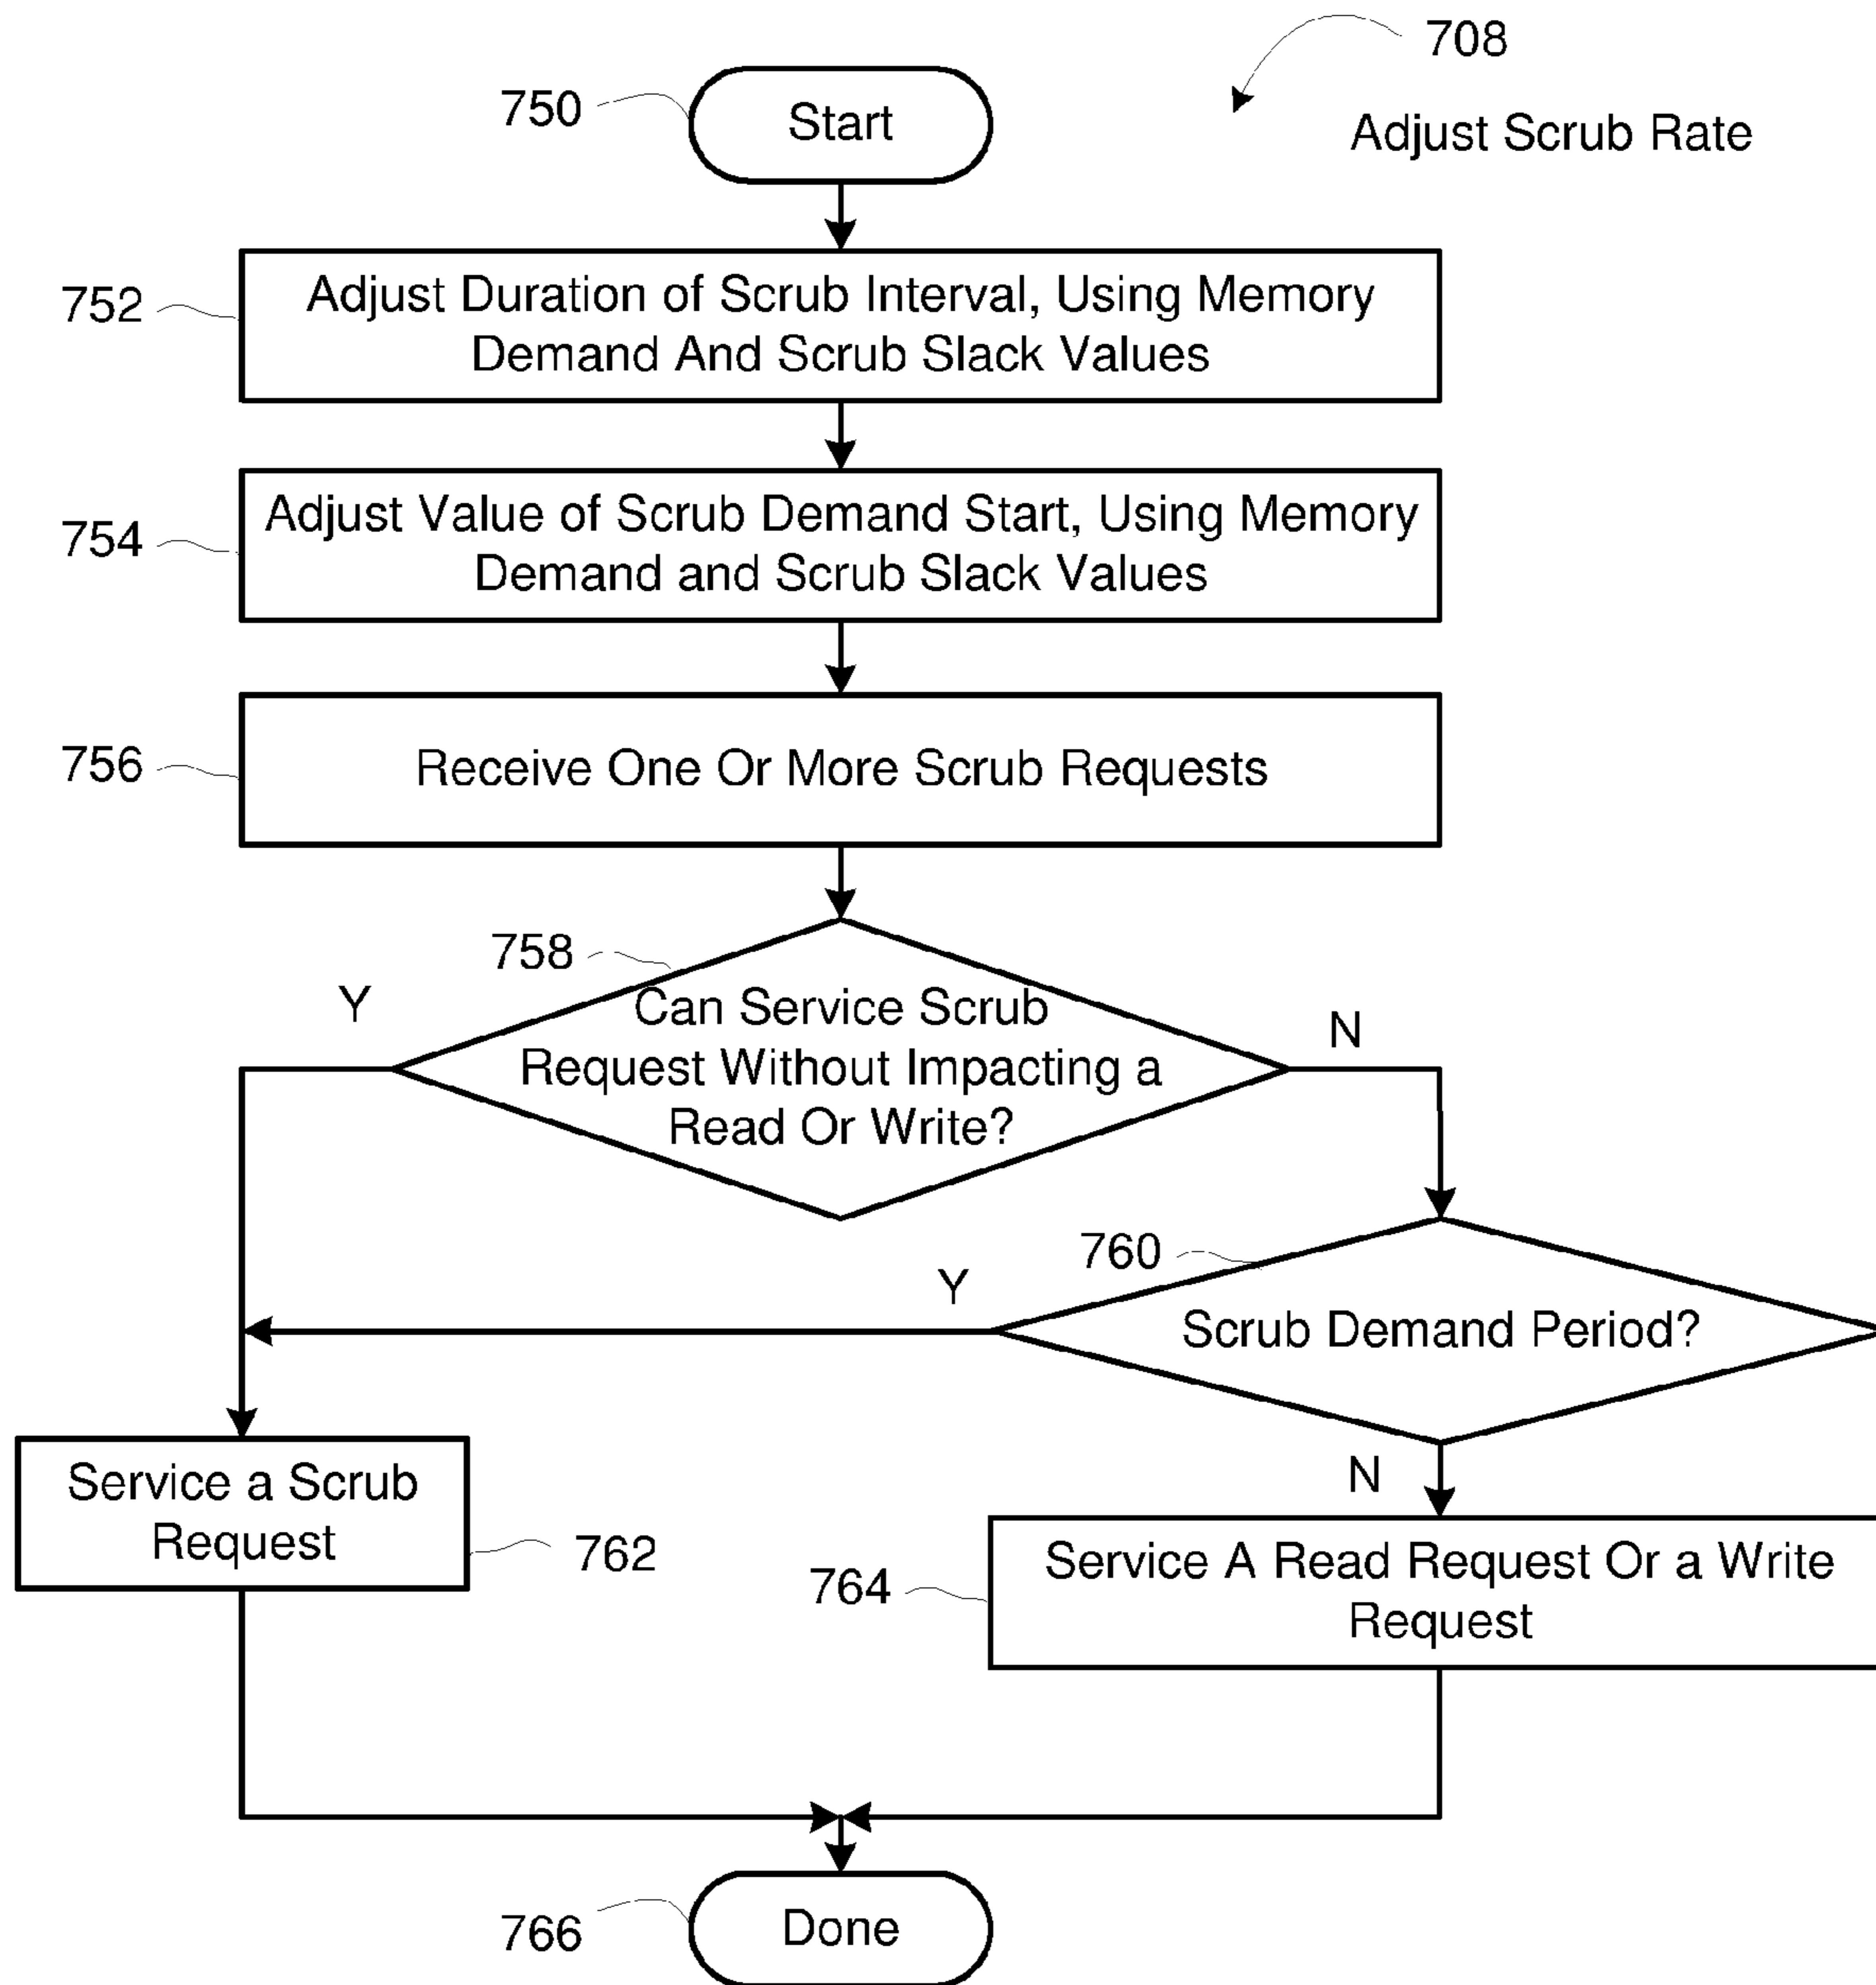 708
750
Start
Adjust Scrub Rate
752
Adjust Duration of Scrub Interval, Using Memory
Demand And Scrub Slack Values
754
Adjust Value of Scrub Demand Start, Using Memory
Demand and Scrub Slack Values
756
Receive One Or More Scrub Requests
758
Y
Can Service Scrub
Request Without Impacting a
Read Or Write?
N
760
Y
Scrub Demand Period?
N
Service a Scrub
Request
762
764
Service A Read Request Or a Write
Request
766
Done